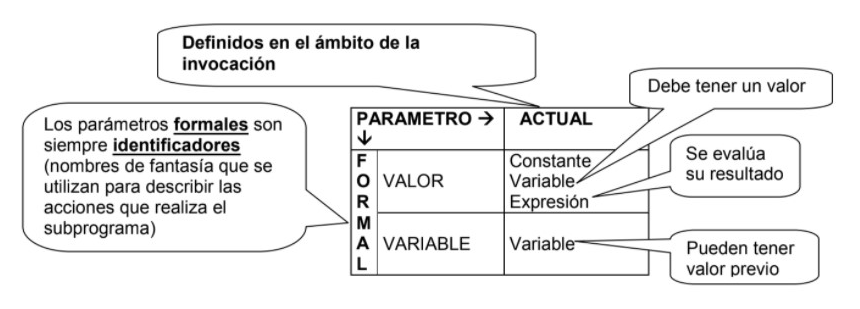 Definidos en el ámbito de la
invocación
Debe tener un valor
Los parámetros formales son
siempre identificadores
(nombres de fantasía que se
utilizan para describir las
acciones que realiza el
subprograma)
PARAMETRO → ACTUAL
↓
FORMAL
VALOR
Constante
Variable
Expresión
Se evalúa
su resultado
VARIABLE
Variable
Pueden tener
valor previo